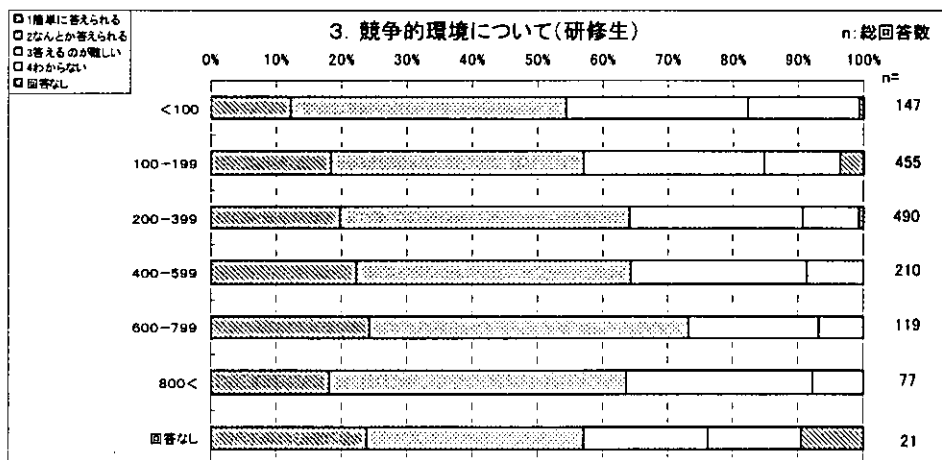 1簡単に答えられる
2なんとか答えられる
3答えるのが難しい
4わからない
回答なし
3. 競争的環境について(研修生)
n:総回答数
0% 10% 20% 30% 40% 50% 60% 70% 80% 90% 100%
n=
<100 147
100-199 455
200-399 490
400-599 210
600-799 119
800< 77
回答なし 21